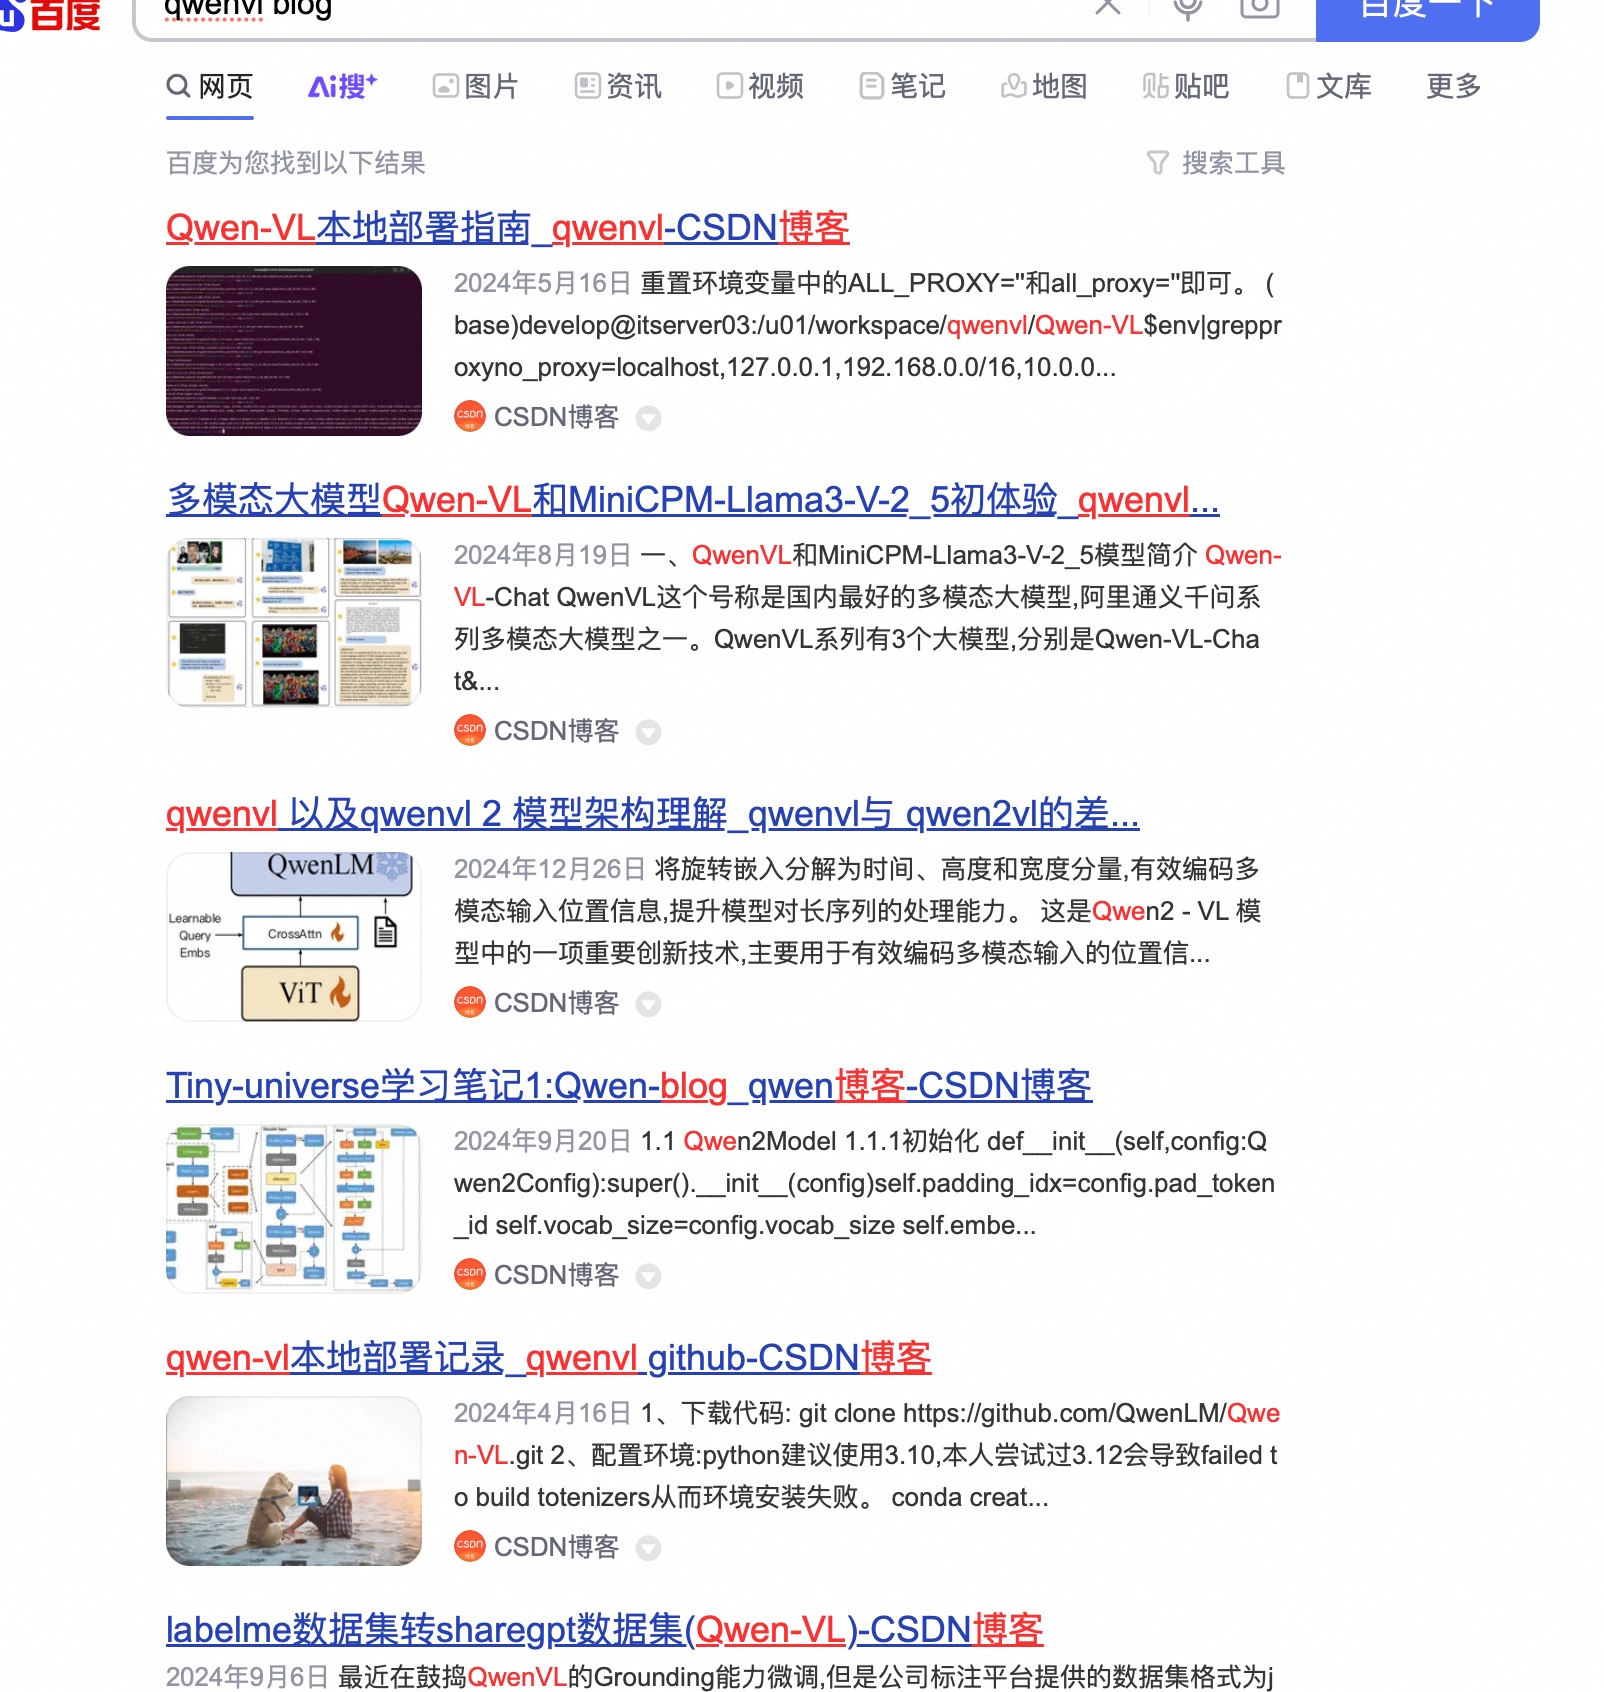 百度
qwenvl blog
百度一下
网页 Ai搜 图片 资讯 视频 笔记 地图 贴吧 文库 更多
百度为您找到以下结果
搜索工具
Qwen-VL本地部署指南_qwenvl-CSDN博客
2024年5月16日 重置环境变量中的ALL_PROXY=''和all_proxy=''即可。 (
base)develop@itserver03:/u01/workspace/qwenvl/Qwen-VL$env|greppr
oxyno_proxy=localhost,127.0.0.1,192.168.0.0/16,10.0.0...
CSDN博客
多模态大模型Qwen-VL和MiniCPM-Llama3-V-2_5初体验_qwenvl...
2024年8月19日 一、QwenVL和MiniCPM-Llama3-V-2_5模型简介 Qwen-
VL-Chat QwenVL这个号称是国内最好的多模态大模型,阿里通义千问系
列多模态大模型之一。QwenVL系列有3个大模型,分别是Qwen-VL-Cha
t&...
CSDN博客
qwenvl 以及qwenvl 2 模型架构理解_qwenvl与 qwen2vl的差...
QwenLM
Learnable
Query
Embs
CrossAttn
ViT
2024年12月26日 将旋转嵌入分解为时间、高度和宽度分量,有效编码多
模态输入位置信息,提升模型对长序列的处理能力。 这是Qwen2 - VL 模
型中的一项重要创新技术,主要用于有效编码多模态输入的位置信...
CSDN博客
Tiny-universe学习笔记1:Qwen-blog_qwen博客-CSDN博客
2024年9月20日 1.1 Qwen2Model 1.1.1初始化 def__init__(self,config:Q
wen2Config):super().__init__(config)self.padding_idx=config.pad_token
_id self.vocab_size=config.vocab_size self.embe...
CSDN博客
qwen-vl本地部署记录_qwenvl github-CSDN博客
2024年4月16日 1、下载代码: git clone https://github.com/QwenLM/Qwe
n-VL.git 2、配置环境:python建议使用3.10,本人尝试过3.12会导致failed t
o build totenizers从而环境安装失败。 conda creat...
CSDN博客
labelme数据集转sharegpt数据集(Qwen-VL)-CSDN博客
2024年9月6日 最近在鼓捣QwenVL的Grounding能力微调,但是公司标注平台提供的数据集格式为j